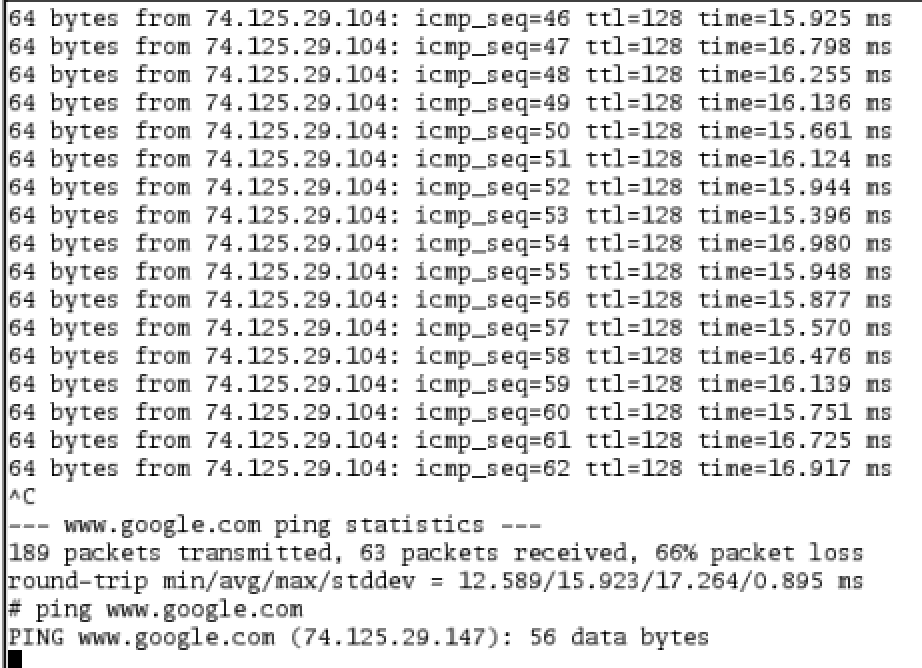 64 bytes from 74.125.29.104: icmp_seq=46 ttl=128 time=15.925 ms
64 bytes from 74.125.29.104: icmp_seq=47 ttl=128 time=16.798 ms
64 bytes from 74.125.29.104: icmp_seq=48 ttl=128 time=16.255 ms
64 bytes from 74.125.29.104: icmp_seq=49 ttl=128 time=16.136 ms
64 bytes from 74.125.29.104: icmp_seq=50 ttl=128 time=15.661 ms
64 bytes from 74.125.29.104: icmp_seq=51 ttl=128 time=16.124 ms
64 bytes from 74.125.29.104: icmp_seq=52 ttl=128 time=15.944 ms
64 bytes from 74.125.29.104: icmp_seq=53 ttl=128 time=15.396 ms
64 bytes from 74.125.29.104: icmp_seq=54 ttl=128 time=16.980 ms
64 bytes from 74.125.29.104: icmp_seq=55 ttl=128 time=15.948 ms
64 bytes from 74.125.29.104: icmp_seq=56 ttl=128 time=15.877 ms
64 bytes from 74.125.29.104: icmp_seq=57 ttl=128 time=15.570 ms
64 bytes from 74.125.29.104: icmp_seq=58 ttl=128 time=16.476 ms
64 bytes from 74.125.29.104: icmp_seq=59 ttl=128 time=16.139 ms
64 bytes from 74.125.29.104: icmp_seq=60 ttl=128 time=15.751 ms
64 bytes from 74.125.29.104: icmp_seq=61 ttl=128 time=16.725 ms
64 bytes from 74.125.29.104: icmp_seq=62 ttl=128 time=16.917 ms
^C
--- www.google.com ping statistics ---
189 packets transmitted, 63 packets received, 66% packet loss
round-trip min/avg/max/stddev = 12.589/15.923/17.264/0.895 ms
# ping www.google.com
PING www.google.com (74.125.29.147): 56 data bytes